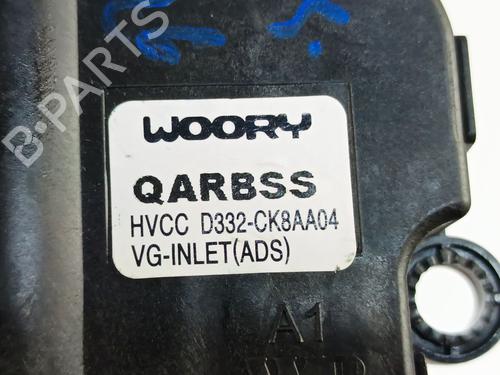 B-PARTS
WOORY
QARBSS
HVCC D332-CK8AA04
VG-INLET(ADS)
A1